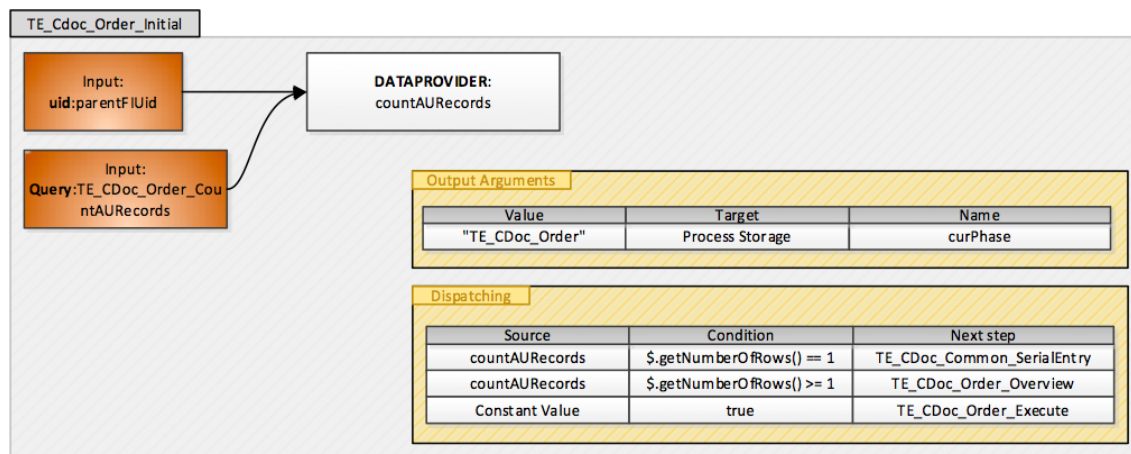 TE_Cdoc_Order_Initial
Input:
uid:parentFIUid
DATAPROVIDER:
countAURecords
Input:
Query:TE_CDoc_Order_Cou
ntAURecords
Output Arguments
Value Target Name
"TE_CDoc_Order" Process Storage curPhase
Dispatching
Source Condition Next step
countAURecords $.getNumberOfRows() == 1 TE_CDoc_Common_SerialEntry
countAURecords $.getNumberOfRows() >= 1 TE_CDoc_Order_Overview
Constant Value true TE_CDoc_Order_Execute